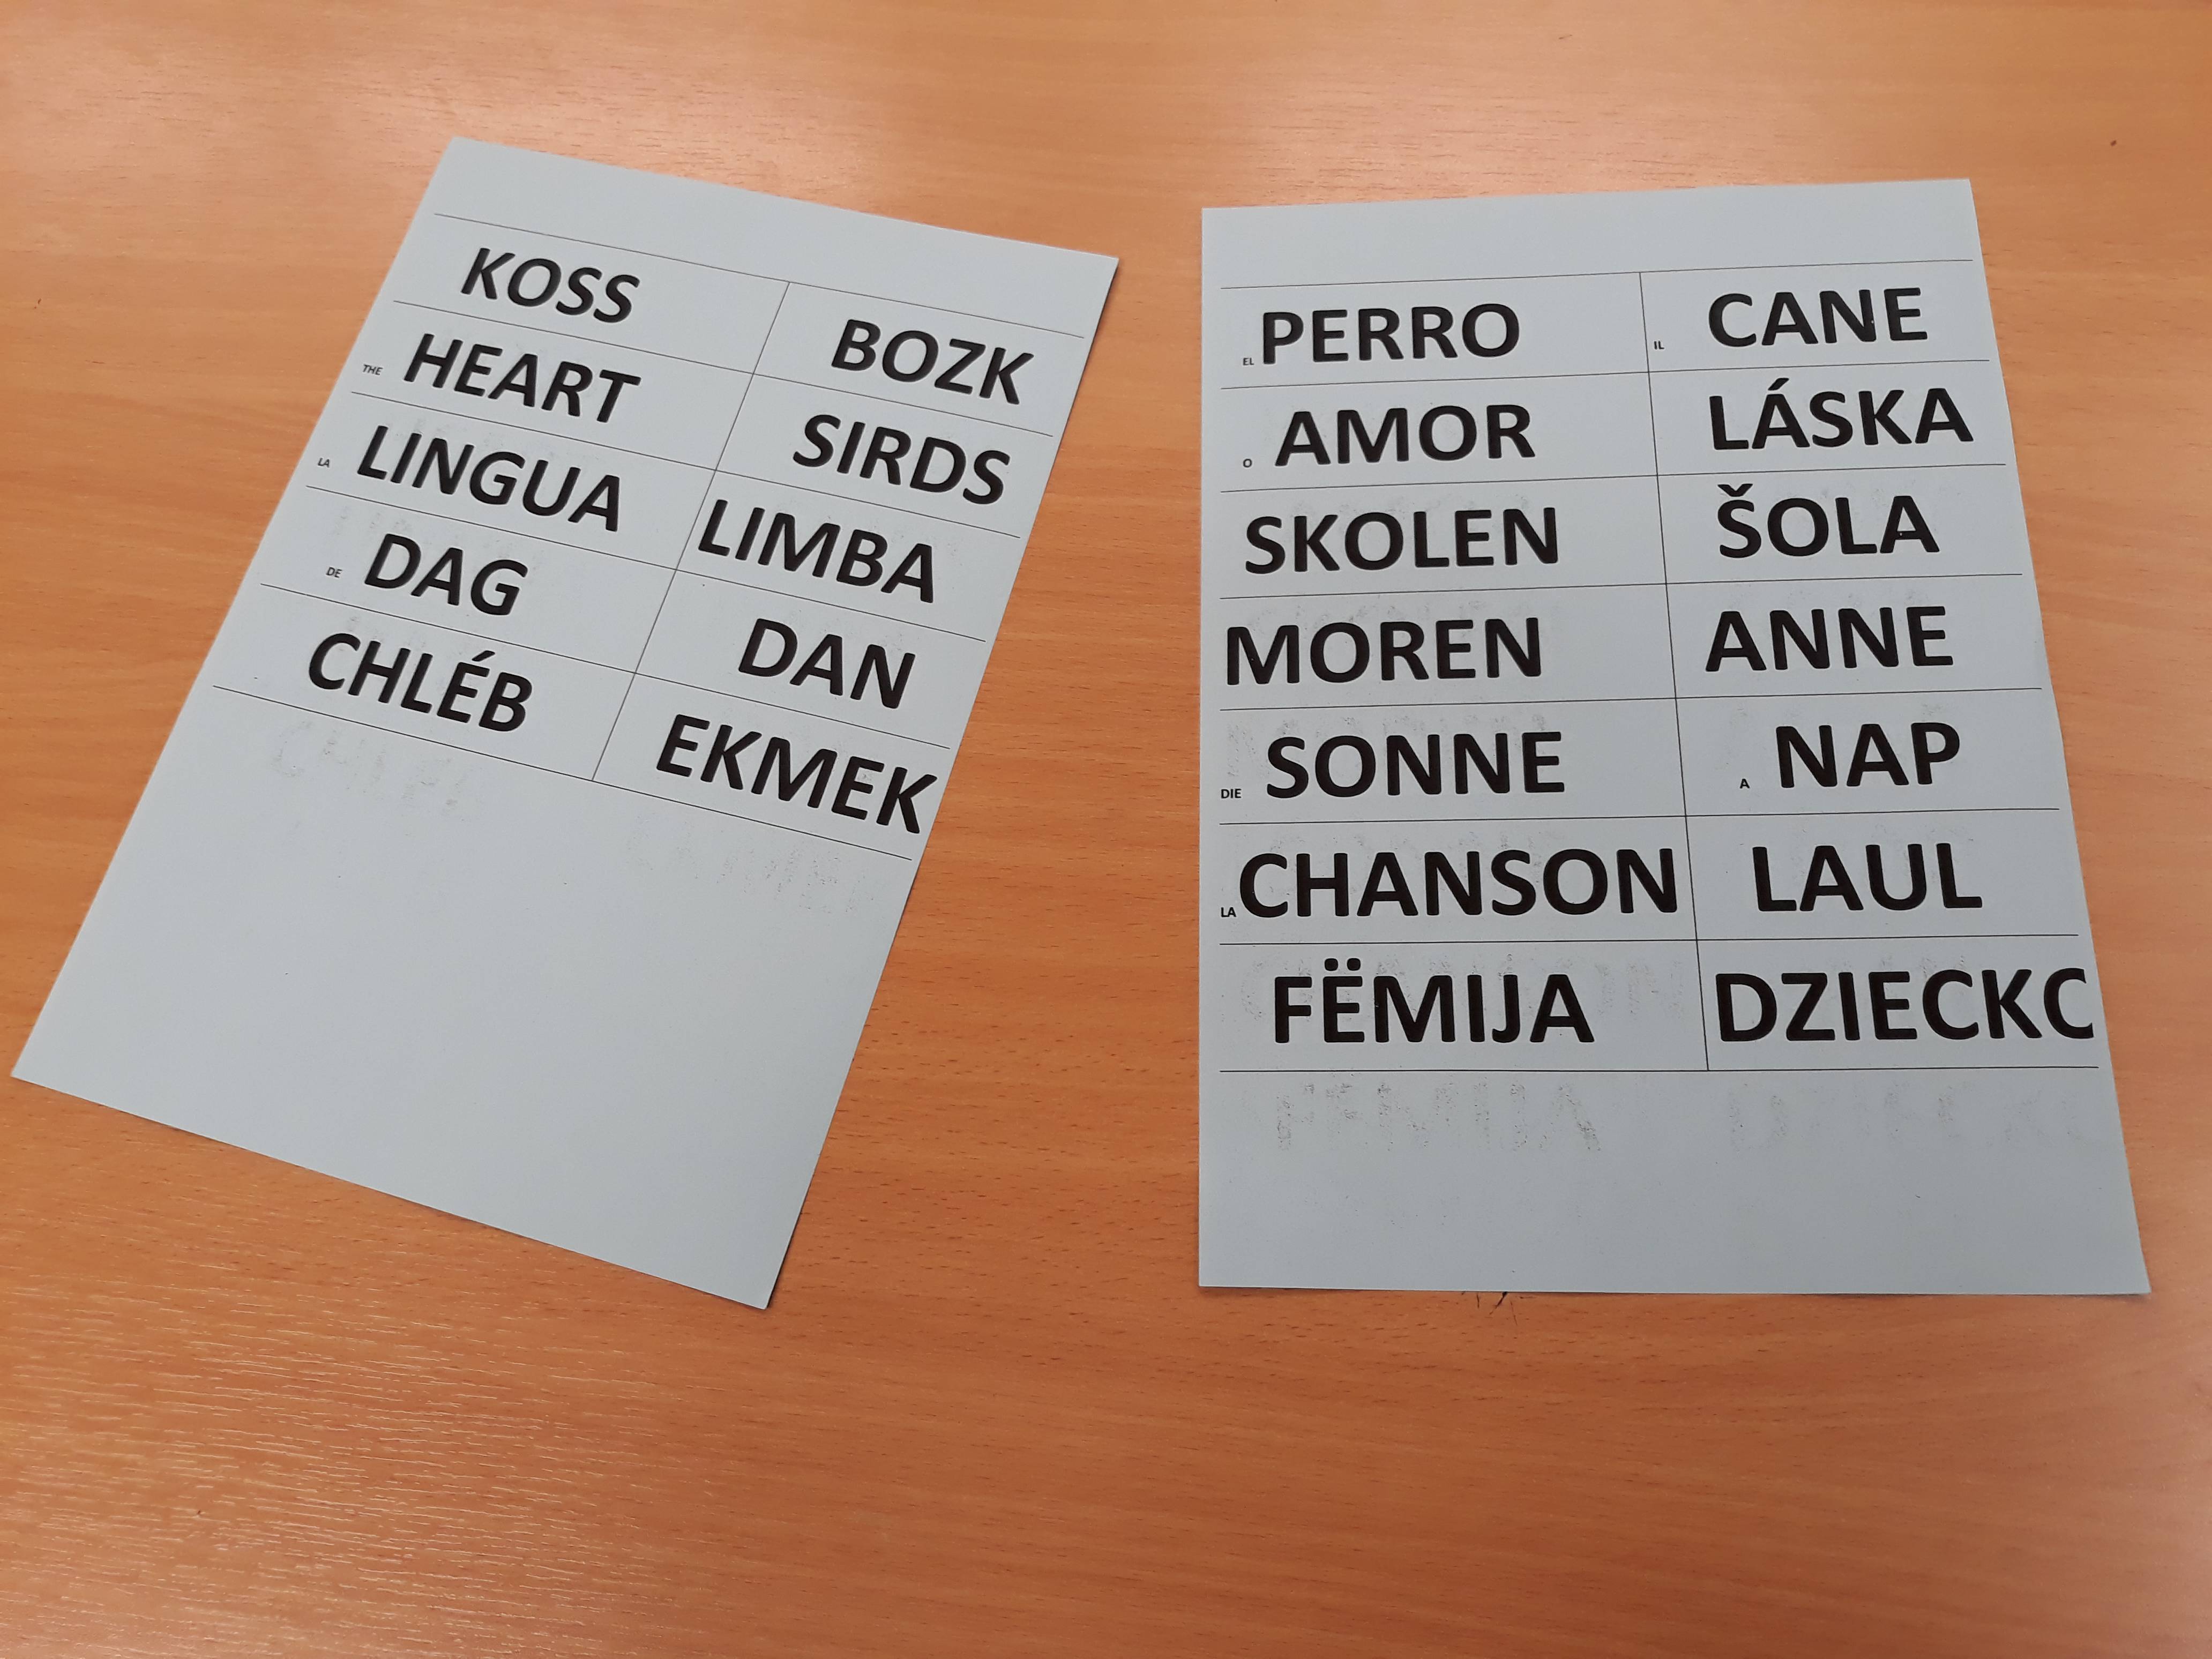 KOSS BOZK
THE HEART SIRDS
LA LINGUA LIMBA
DE DAG DAN
CHLÉB EKMEK
EL PERRO IL CANE
O AMOR LÁSKA
SKOLEN ŠOLA
MOREN ANNE
DIE SONNE A NAP
LA CHANSON LAUL
FËMIJA DZIECKC